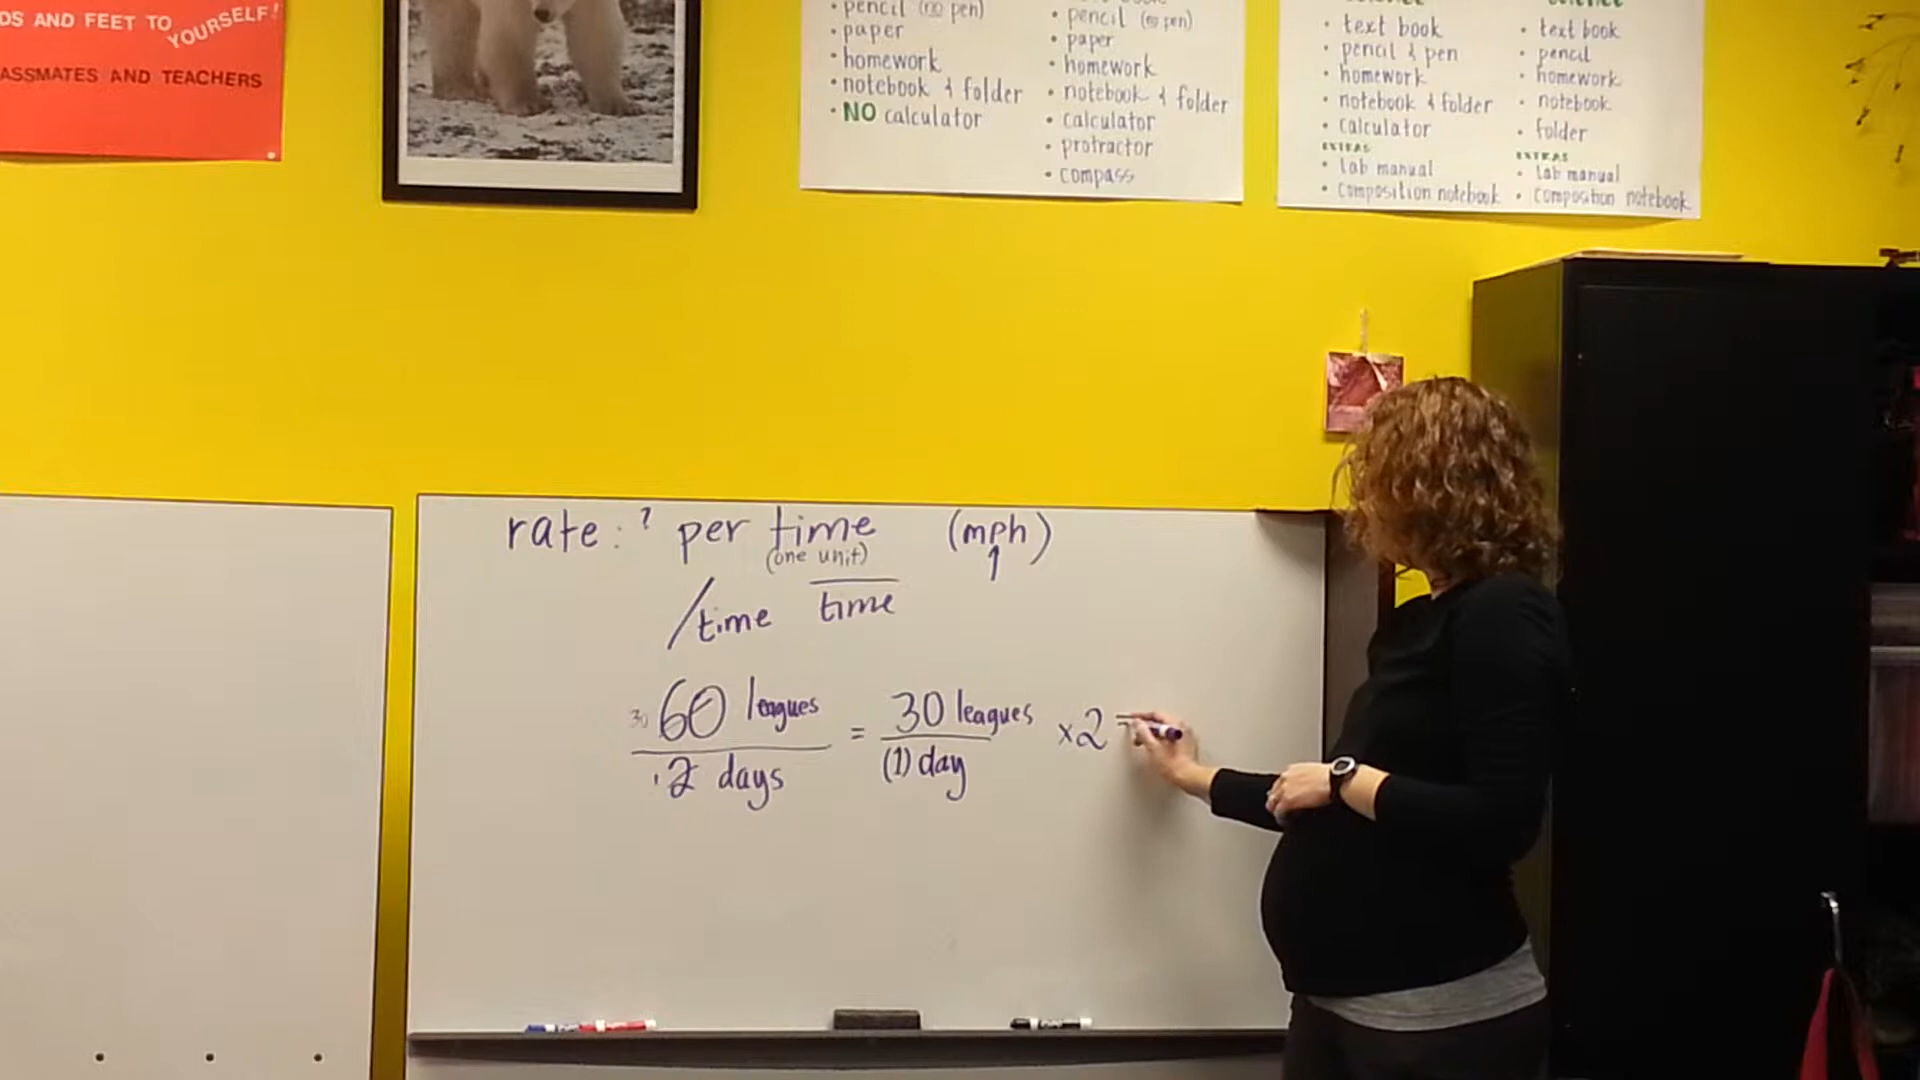 DS AND FEET TO YOURSELF!
ASSMATES AND TEACHERS
• pencil (no pen)
• paper
• homework
• notebook & folder
• NO calculator
• pencil (no pen)
• paper
• homework
• notebook & folder
• calculator
• protractor
• compass
• text book
• pencil & pen
• homework
• notebook & folder
• calculator
EXTRAS
• lab manual
• composition notebook
• text book
• pencil
• homework
• notebook
• folder
EXTRAS
• lab manual
• composition notebook
rate: ? per time (mph)
(one unit)
/time time
30 60 leagues = 30 leagues x2 =
1 2 days (1) day